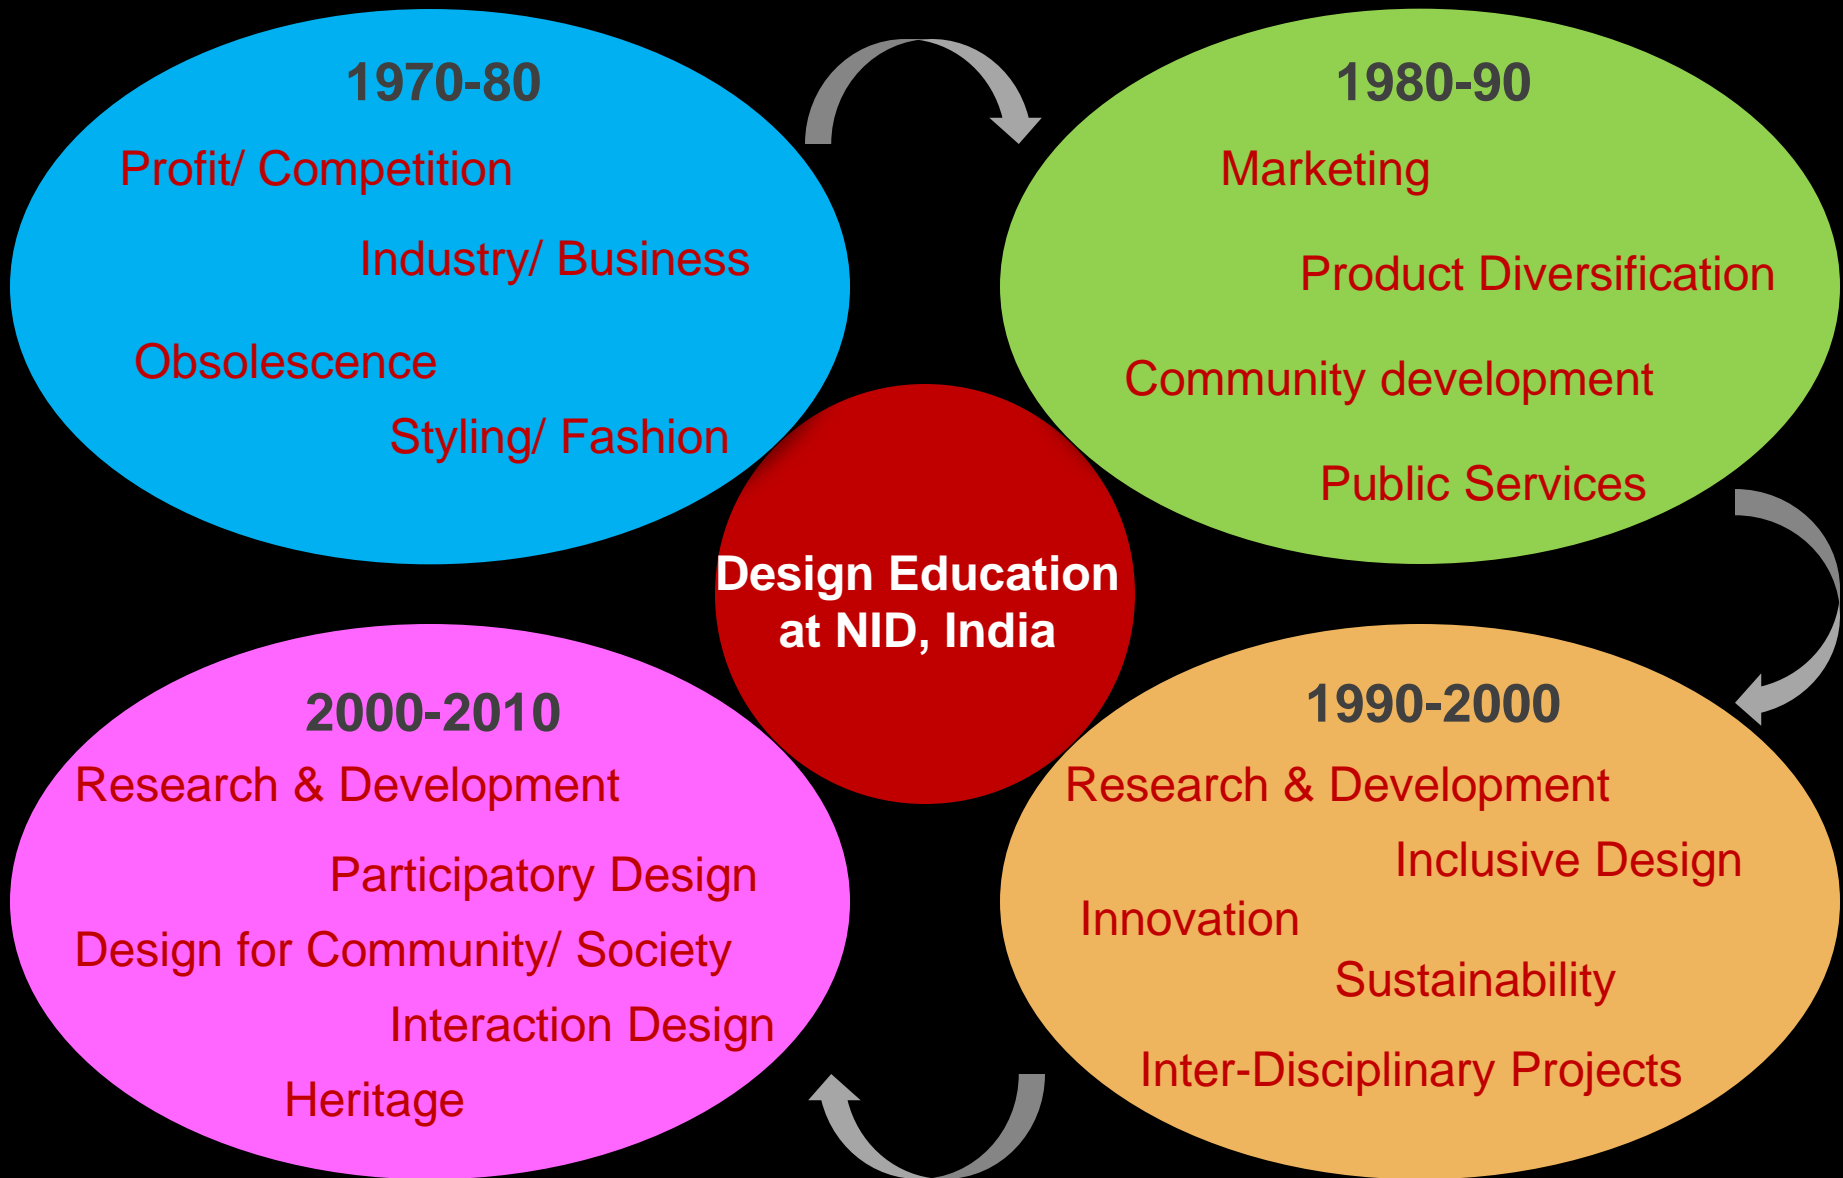 1970-80
Profit/ Competition
Industry/ Business
Obsolescence
Styling/ Fashion
1980-90
Marketing
Product Diversification
Community development
Public Services
Design Education
at NID, India
2000-2010
Research & Development
Participatory Design
Design for Community/ Society
Interaction Design
Heritage
1990-2000
Research & Development
Inclusive Design
Innovation
Sustainability
Inter-Disciplinary Projects